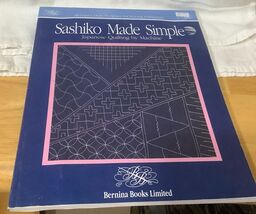 Sashiko Made Simple
Japanese Quilting by Machine
Bernina Books Limited